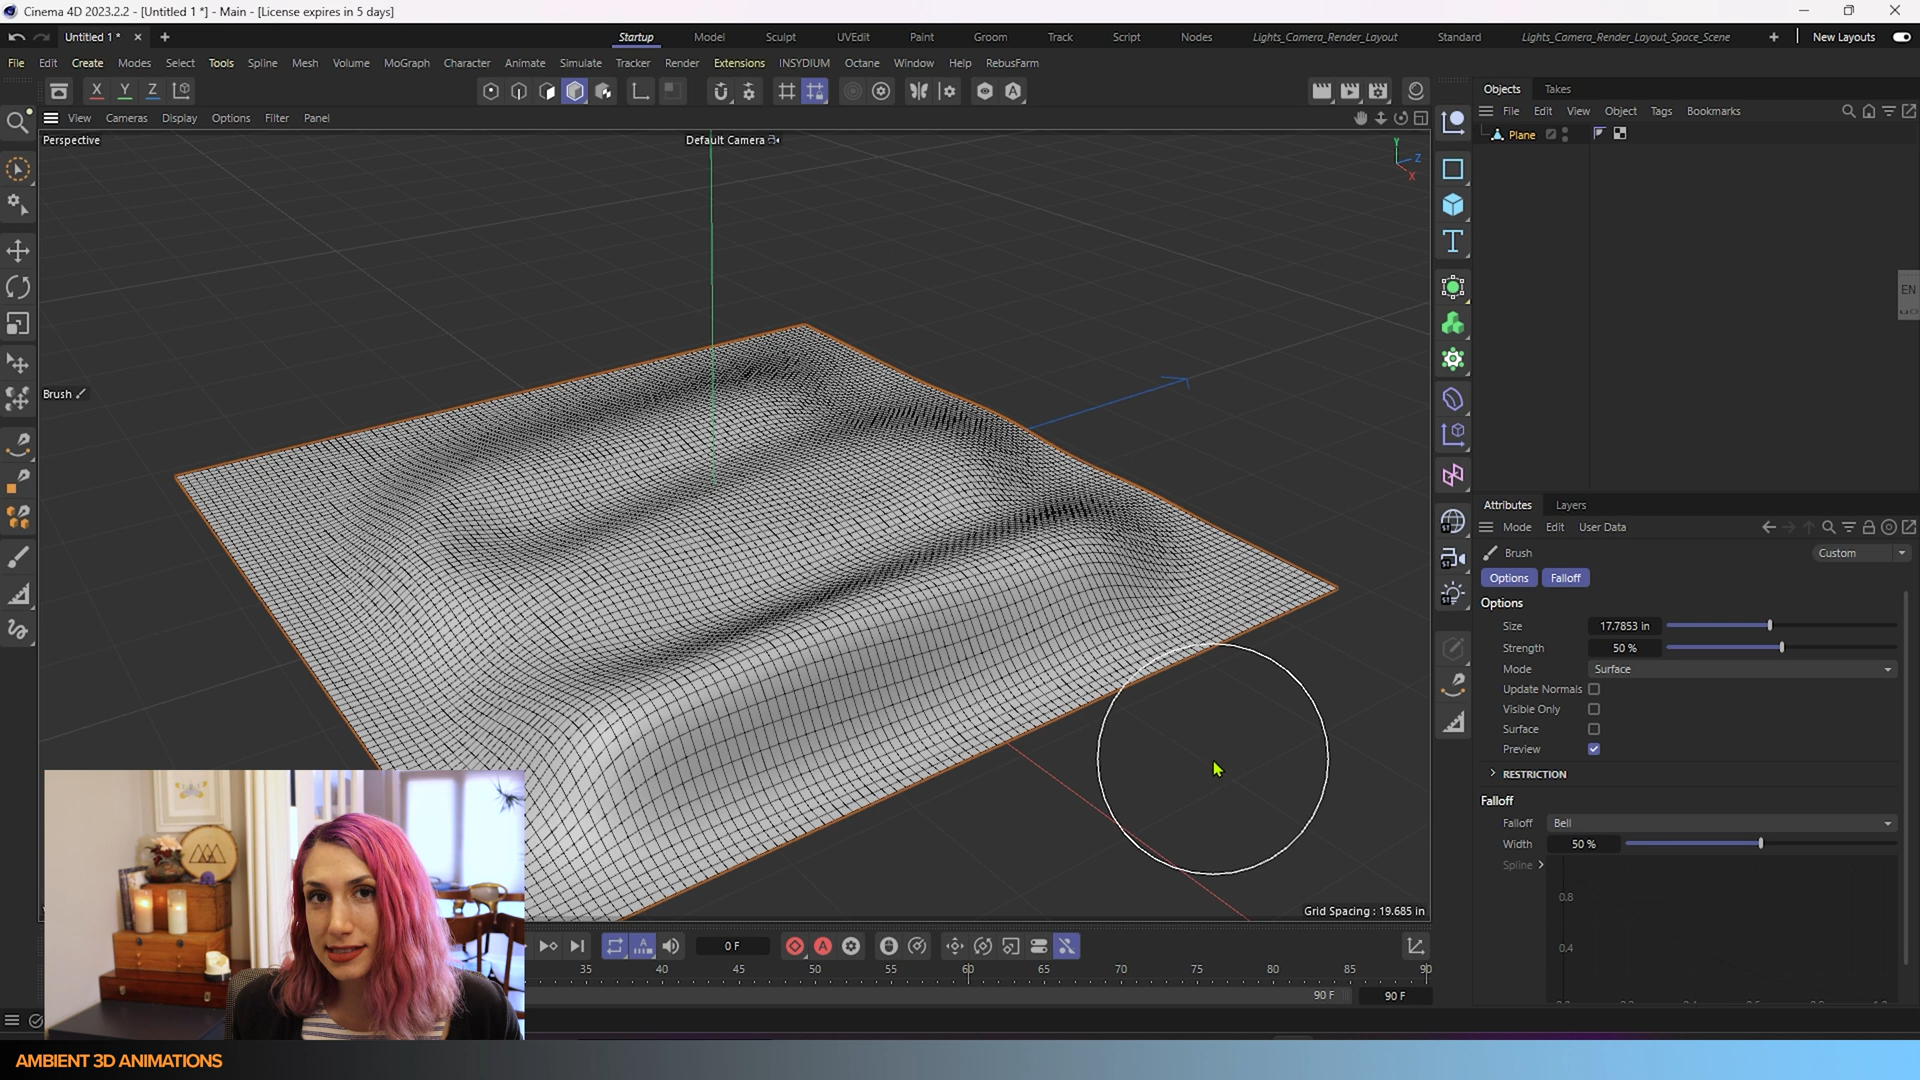 Cinema 4D 2023.2.2 - [Untitled 1 *] - Main - [License expires in 5 days]
Untitled 1 *
Startup
Model
Sculpt
UVEdit
Paint
Groom
Track
Script
Nodes
Lights_Camera_Render_Layout
Standard
Lights_Camera_Render_Layout_Space_Scene
New Layouts
File Edit Create Modes Select Tools Spline Mesh Volume MoGraph Character Animate Simulate Tracker Render Extensions INSYDIUM Octane Window Help RebusFarm
X Y Z
View Cameras Display Options Filter Panel
Perspective
Default Camera
Y
Z
X
Brush
Grid Spacing : 19.685 in
Objects Takes
File Edit View Object Tags Bookmarks
Plane
EN
Attributes Layers
Mode Edit User Data
Brush
Custom
Options Falloff
Options
Size 17.7853 in
Strength 50 %
Mode Surface
Update Normals
Visible Only
Surface
Preview
RESTRICTION
Falloff
Falloff Bell
Width 50 %
Spline
0.8
0.4
0 F
35 40 45 50 55 60 65 70 75 80 85 90
90 F
90 F
AMBIENT 3D ANIMATIONS